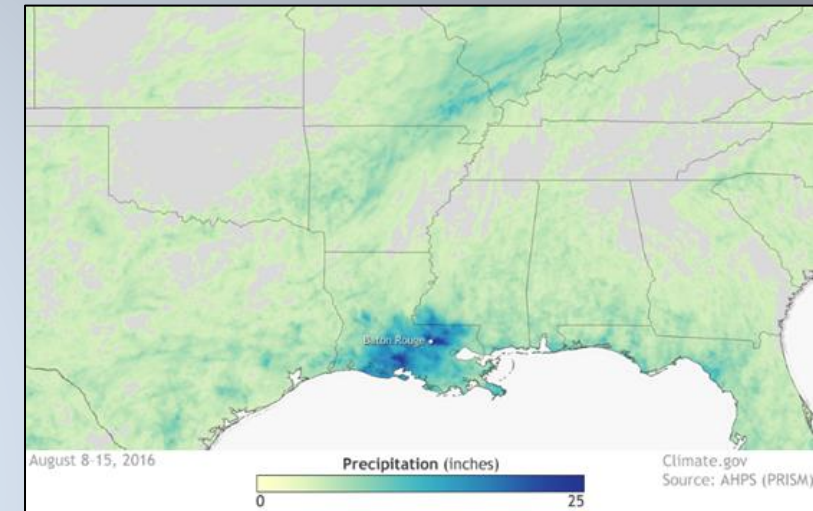 Baton Rouge
August 8-15, 2016
Precipitation (inches)
0
25
Climate.gov
Source: AHPS (PRISM)